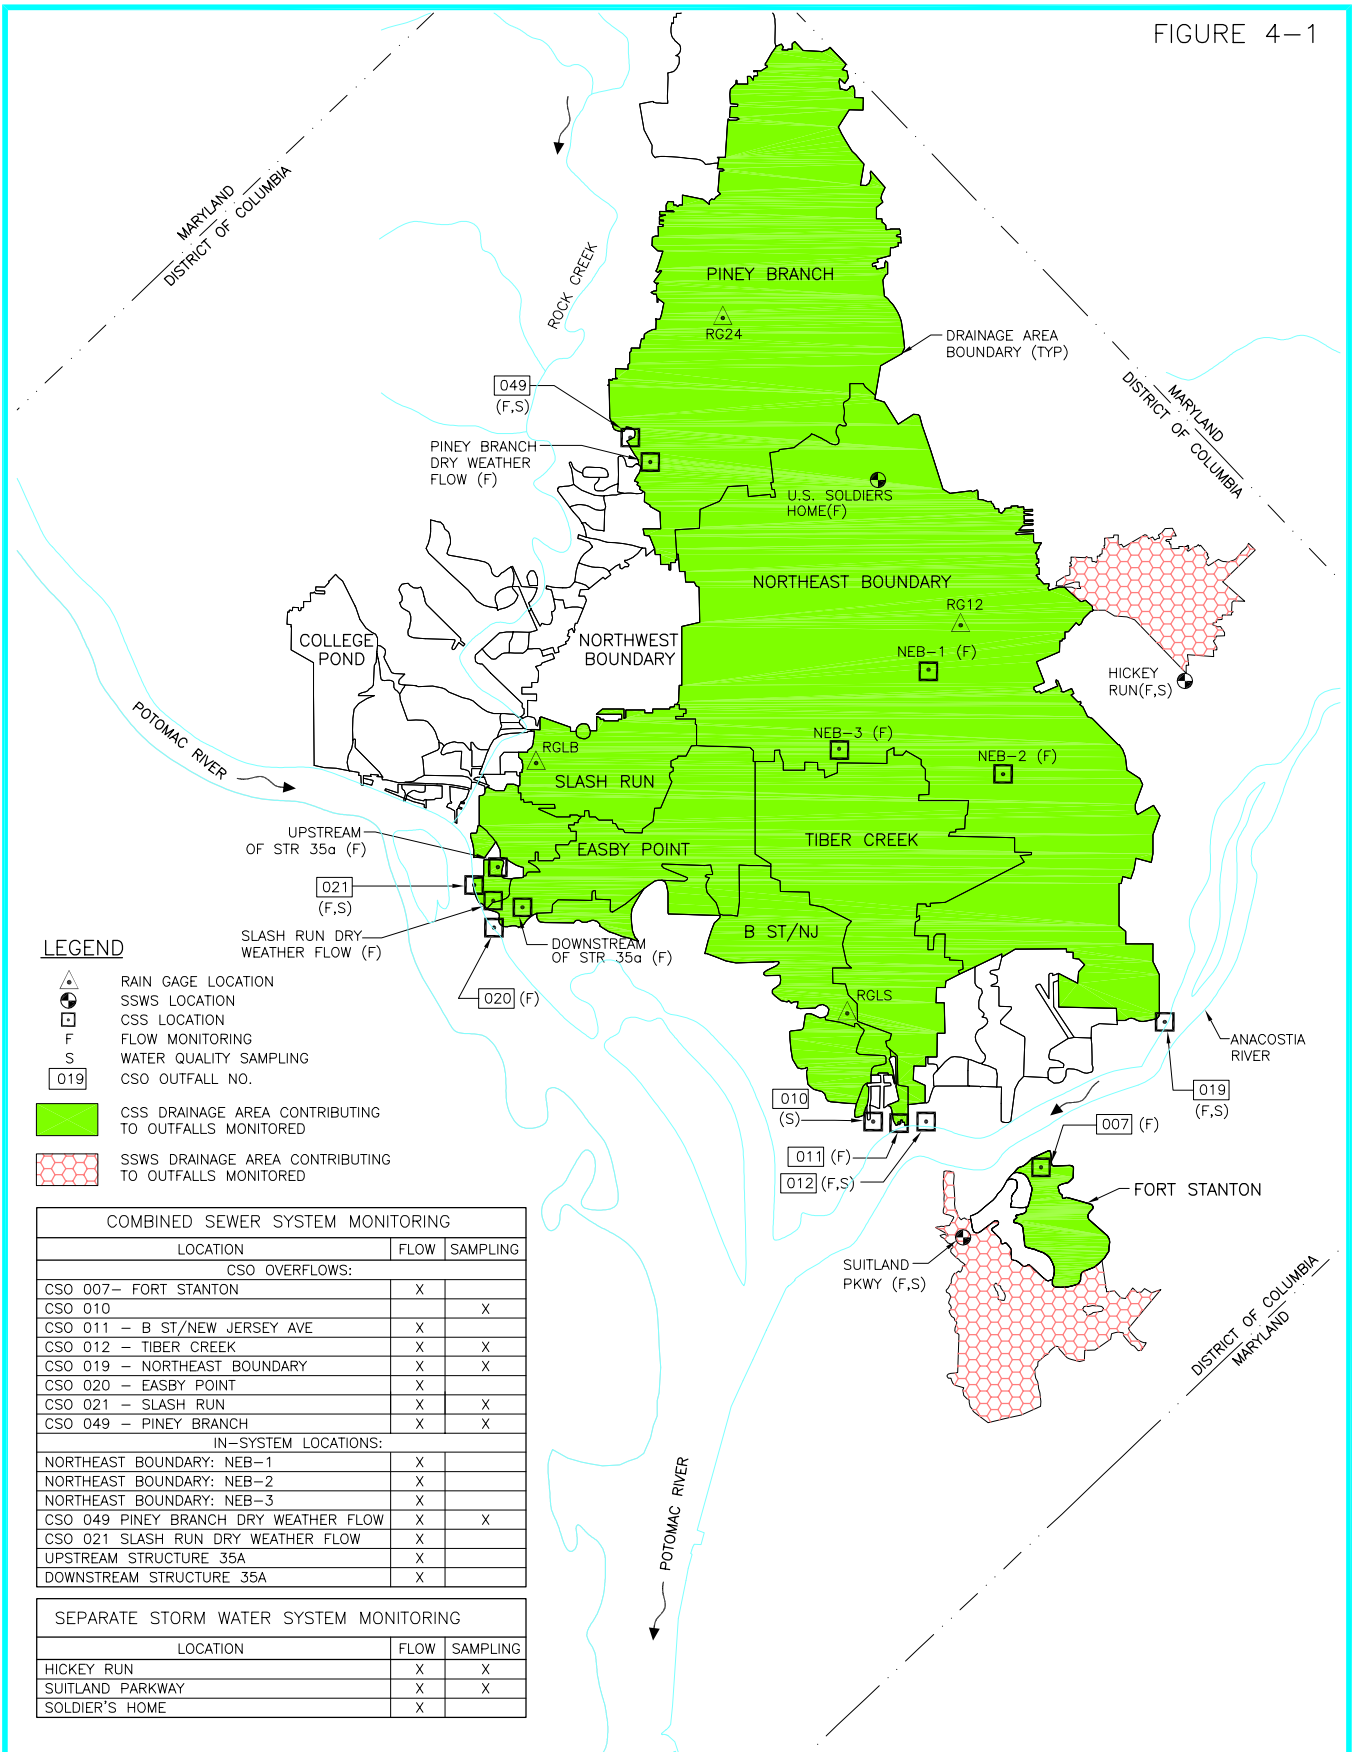 FIGURE 4-1
MARYLAND
DISTRICT OF COLUMBIA
ROCK CREEK
PINEY BRANCH
RG24
DRAINAGE AREA
BOUNDARY (TYP)
MARYLAND
DISTRICT OF COLUMBIA
049
(F,S)
PINEY BRANCH
DRY WEATHER
FLOW (F)
U.S. SOLDIERS
HOME(F)
NORTHEAST BOUNDARY
RG12
NEB-1 (F)
HICKEY
RUN(F,S)
COLLEGE
POND
NORTHWEST
BOUNDARY
POTOMAC RIVER
RGLB
SLASH RUN
NEB-3 (F)
NEB-2 (F)
UPSTREAM
OF STR 35a (F)
EASBY POINT
TIBER CREEK
021
(F,S)
SLASH RUN DRY
WEATHER FLOW (F)
DOWNSTREAM
OF STR 35a (F)
B ST/NJ
020 (F)
RGLS
ANACOSTIA
RIVER
010
(S)
019
(F,S)
007 (F)
011 (F)
012 (F,S)
FORT STANTON
SUITLAND
PKWY (F,S)
DISTRICT OF COLUMBIA
MARYLAND
POTOMAC RIVER
LEGEND
RAIN GAGE LOCATION
SSWS LOCATION
CSS LOCATION
F FLOW MONITORING
S WATER QUALITY SAMPLING
019 CSO OUTFALL NO.
CSS DRAINAGE AREA CONTRIBUTING
TO OUTFALLS MONITORED
SSWS DRAINAGE AREA CONTRIBUTING
TO OUTFALLS MONITORED
COMBINED SEWER SYSTEM MONITORING
LOCATION FLOW SAMPLING
CSO OVERFLOWS:
CSO 007- FORT STANTON X
CSO 010 X
CSO 011 - B ST/NEW JERSEY AVE X
CSO 012 - TIBER CREEK X X
CSO 019 - NORTHEAST BOUNDARY X X
CSO 020 - EASBY POINT X
CSO 021 - SLASH RUN X X
CSO 049 - PINEY BRANCH X X
IN-SYSTEM LOCATIONS:
NORTHEAST BOUNDARY: NEB-1 X
NORTHEAST BOUNDARY: NEB-2 X
NORTHEAST BOUNDARY: NEB-3 X
CSO 049 PINEY BRANCH DRY WEATHER FLOW X X
CSO 021 SLASH RUN DRY WEATHER FLOW X
UPSTREAM STRUCTURE 35A X
DOWNSTREAM STRUCTURE 35A X
SEPARATE STORM WATER SYSTEM MONITORING
LOCATION FLOW SAMPLING
HICKEY RUN X X
SUITLAND PARKWAY X X
SOLDIER'S HOME X